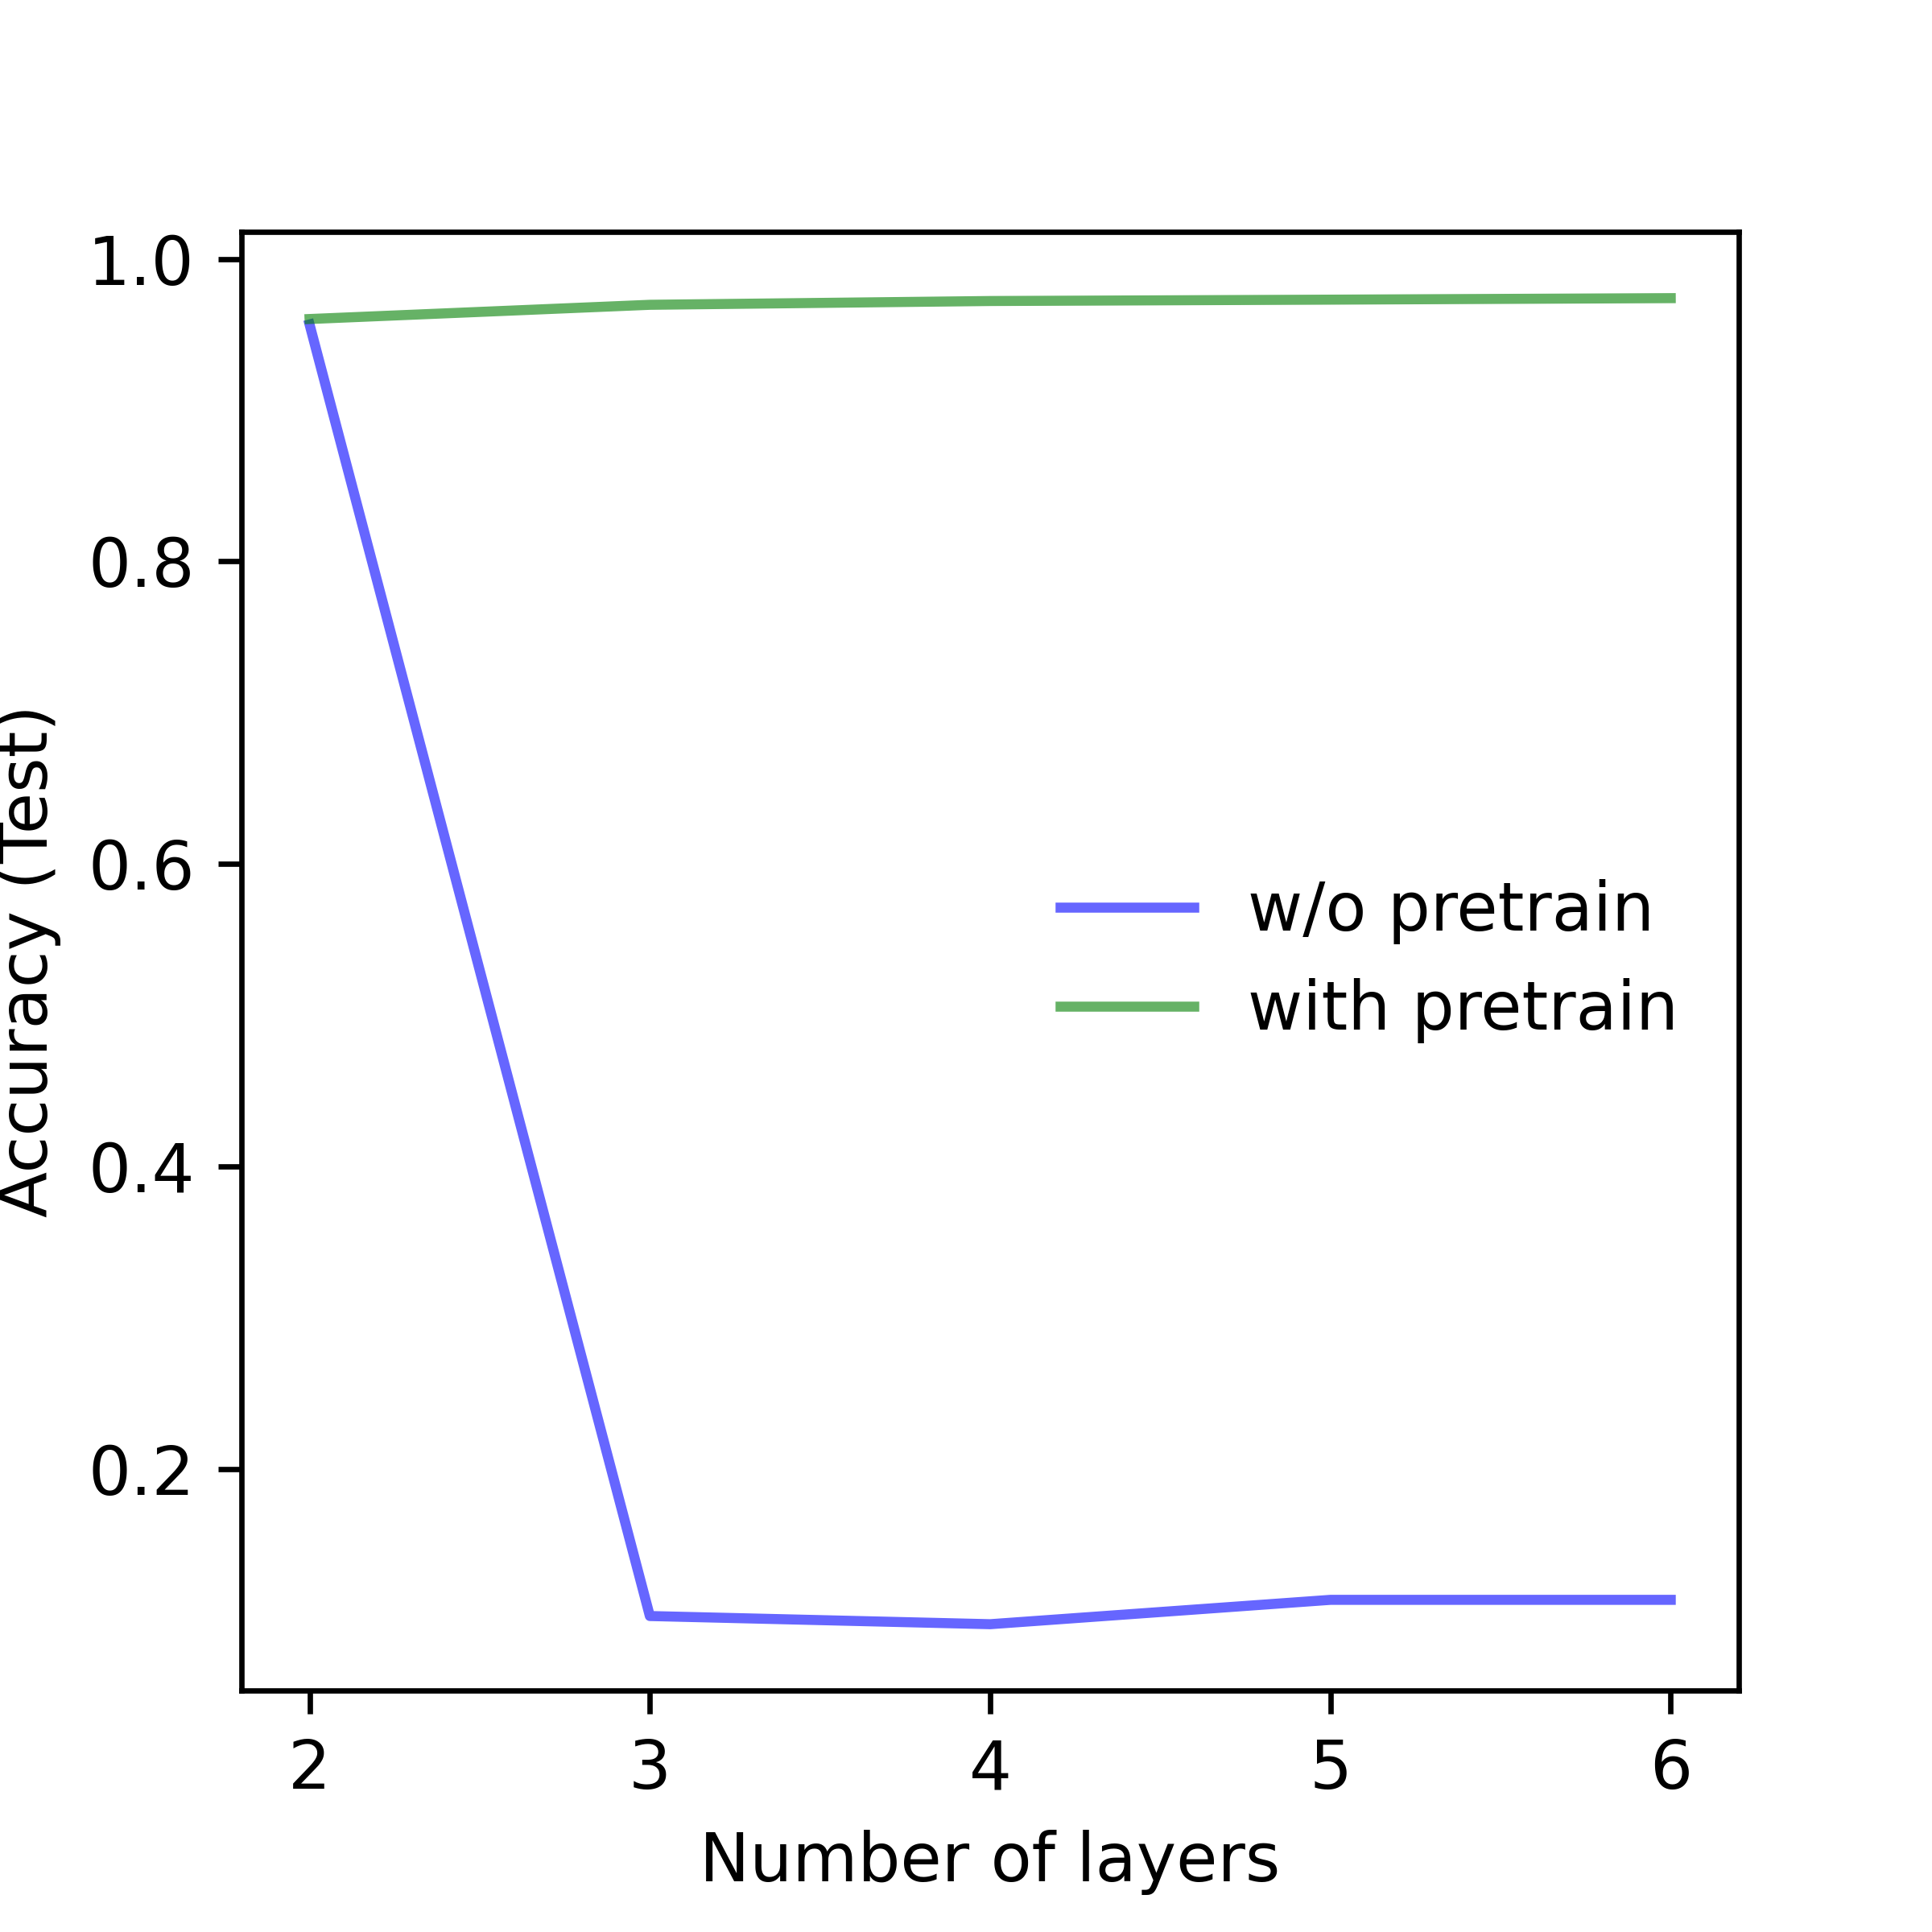 1.0
0.8
0.6
0.4
0.2
Accuracy (Test)
w/o pretrain
with pretrain
2 3 4 5 6
Number of layers